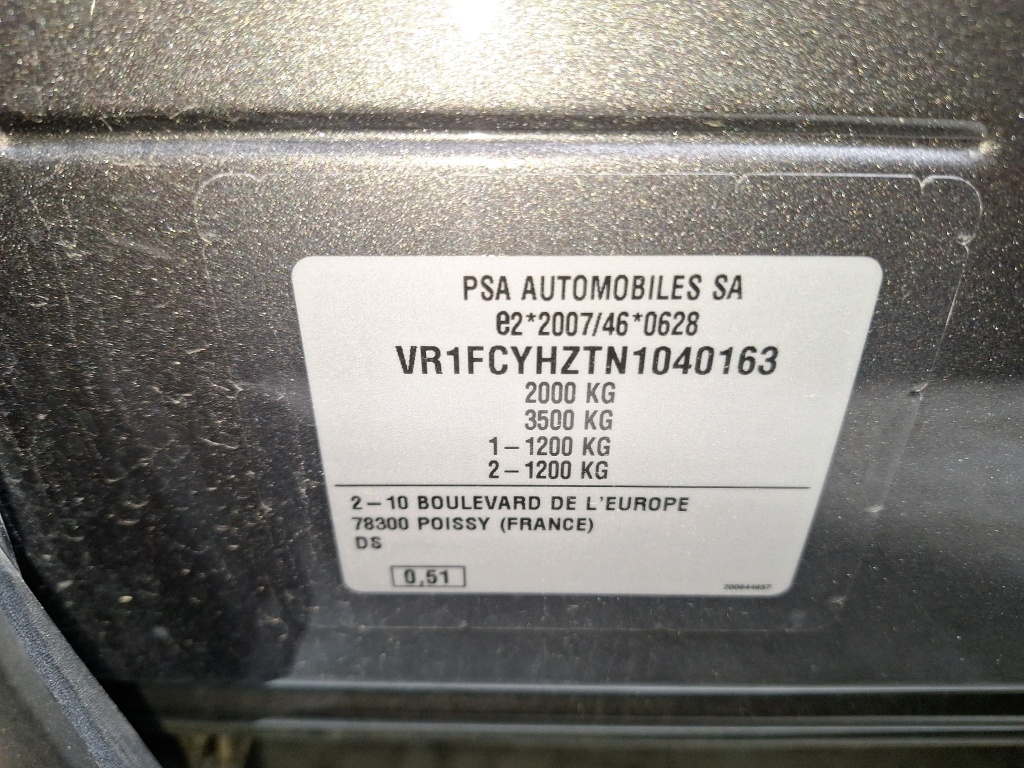 PSA AUTOMOBILES SA
e2*2007/46*0628
VR1FCYHZTN1040163
2000 KG
3500 KG
1-1200 KG
2-1200 KG
2-10 BOULEVARD DE L'EUROPE
78300 POISSY (FRANCE)
DS
0,51